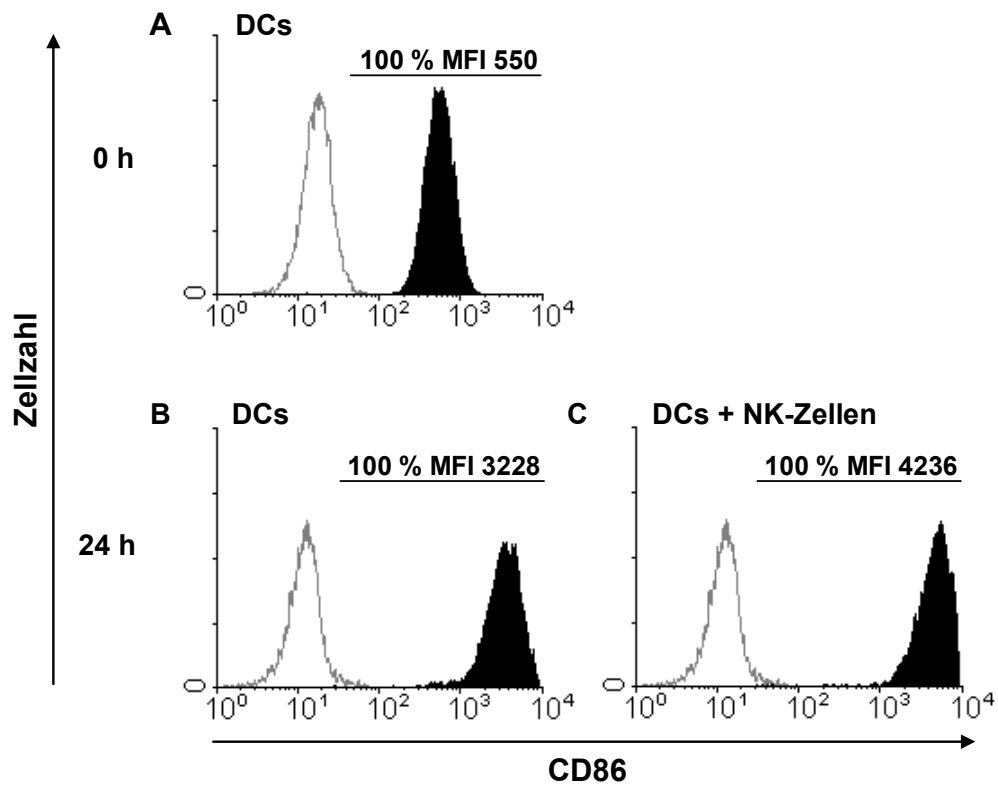 A DCs
100 % MFI 550
0 h
0
10⁰ 10¹ 10² 10³ 10⁴
Zellzahl
B DCs
100 % MFI 3228
C DCs + NK-Zellen
100 % MFI 4236
24 h
0
10⁰ 10¹ 10² 10³ 10⁴
0
10⁰ 10¹ 10² 10³ 10⁴
CD86